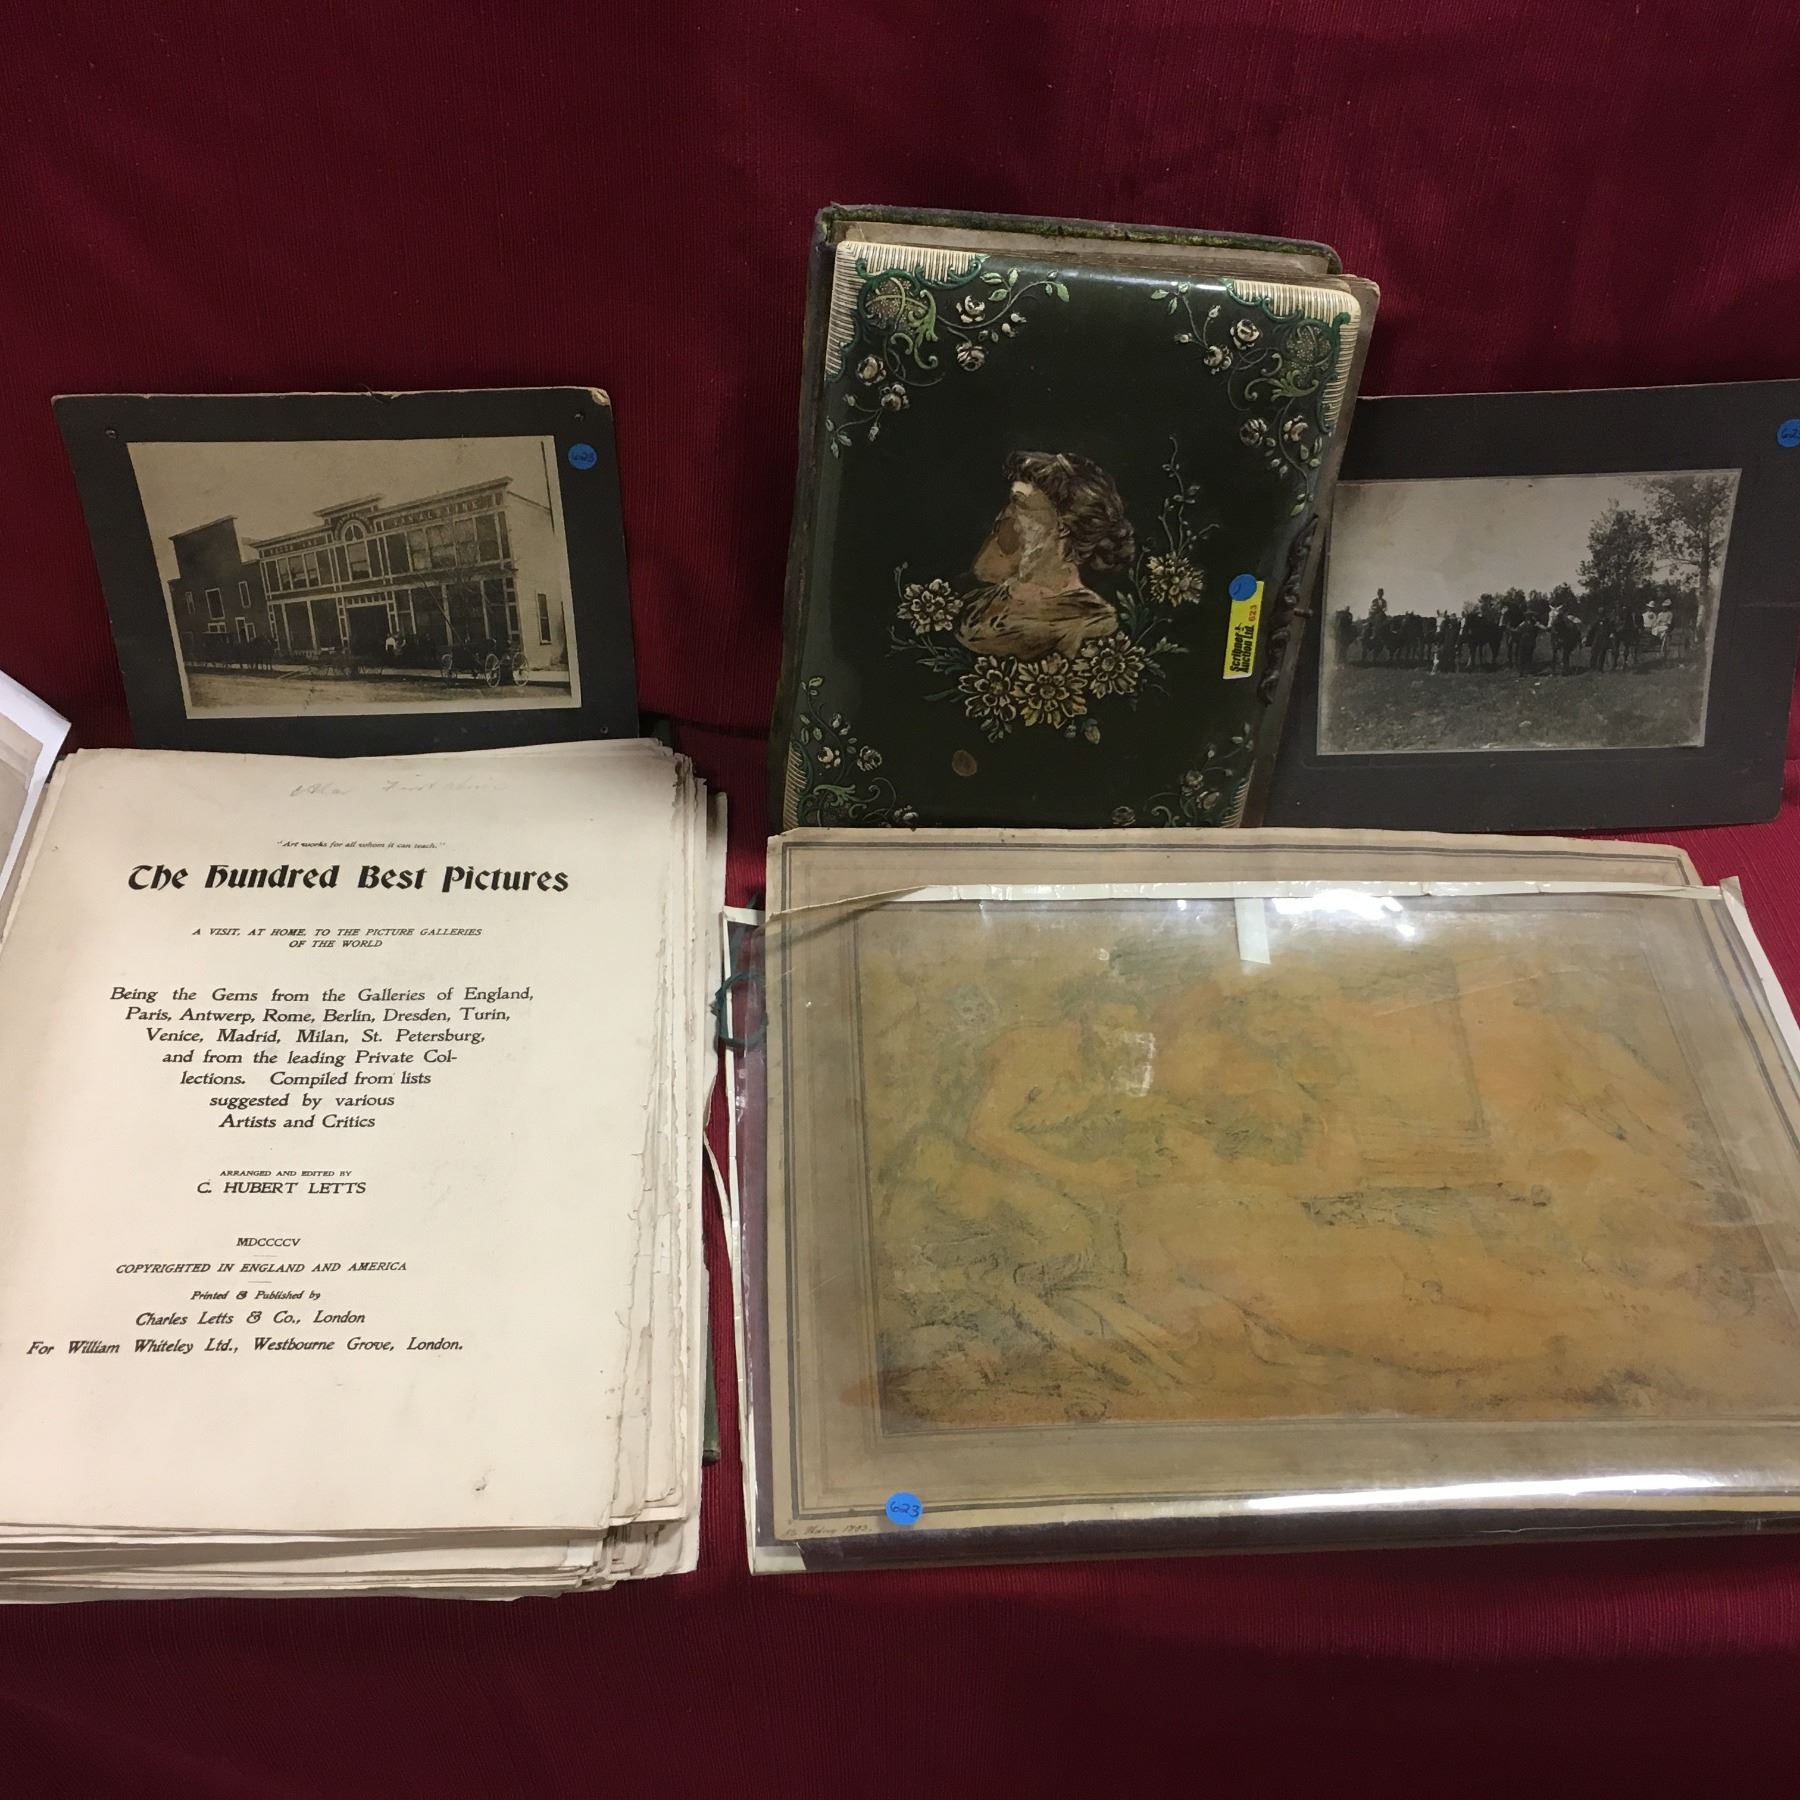 623
Scribner
Auction Ltd.
623
"Art works for all whom it can teach."
The Hundred Best Pictures
A VISIT, AT HOME, TO THE PICTURE GALLERIES
OF THE WORLD
Being the Gems from the Galleries of England,
Paris, Antwerp, Rome, Berlin, Dresden, Turin,
Venice, Madrid, Milan, St. Petersburg,
and from the leading Private Col-
lections. Compiled from lists
suggested by various
Artists and Critics
ARRANGED AND EDITED BY
C. HUBERT LETTS
MDCCCCV
COPYRIGHTED IN ENGLAND AND AMERICA
Printed & Published by
Charles Letts & Co., London
For William Whiteley Ltd., Westbourne Grove, London.
623